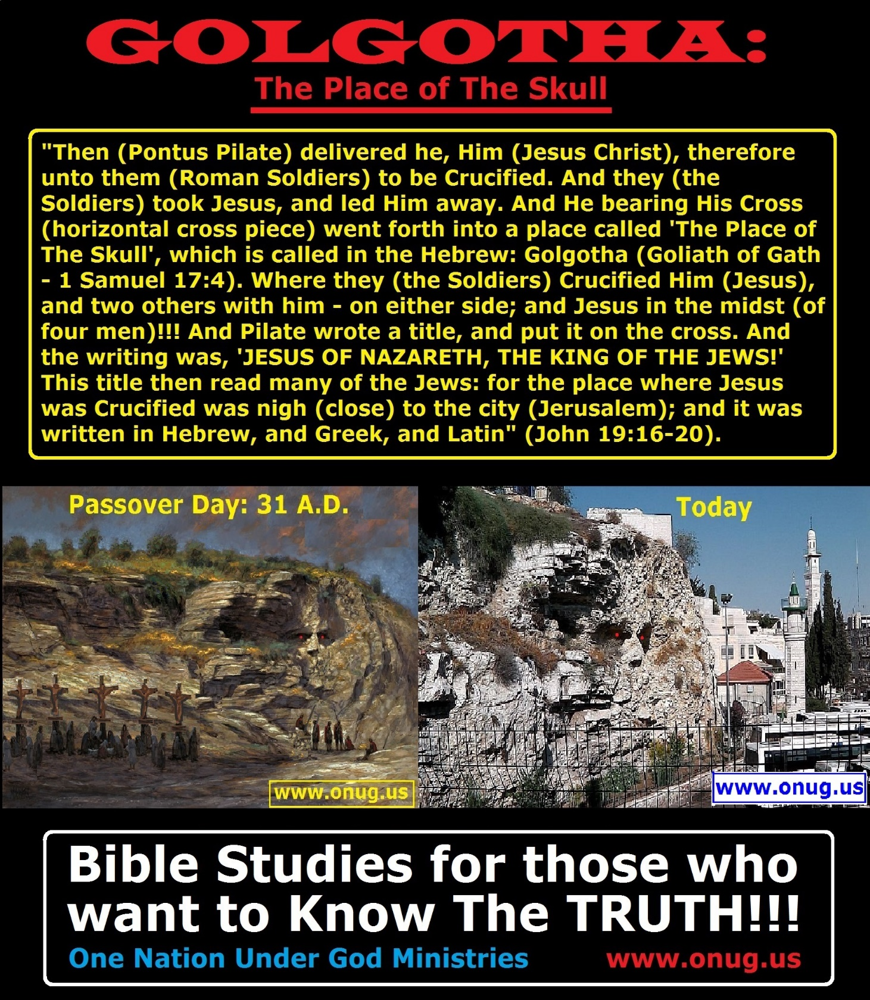 GOLGOTHA:
The Place of The Skull
"Then (Pontus Pilate) delivered he, Him (Jesus Christ), therefore
unto them (Roman Soldiers) to be Crucified. And they (the
Soldiers) took Jesus, and led Him away. And He bearing His Cross
(horizontal cross piece) went forth into a place called 'The Place of
The Skull', which is called in the Hebrew: Golgotha (Goliath of Gath
- 1 Samuel 17:4). Where they (the Soldiers) Crucified Him (Jesus),
and two others with him - on either side; and Jesus in the midst (of
four men)!!! And Pilate wrote a title, and put it on the cross. And
the writing was, 'JESUS OF NAZARETH, THE KING OF THE JEWS!'
This title then read many of the Jews: for the place where Jesus
was Crucified was nigh (close) to the city (Jerusalem); and it was
written in Hebrew, and Greek, and Latin" (John 19:16-20).
Passover Day: 31 A.D.
Today
www.onug.us
www.onug.us
Bible Studies for those who
want to Know The TRUTH!!!
One Nation Under God Ministries www.onug.us